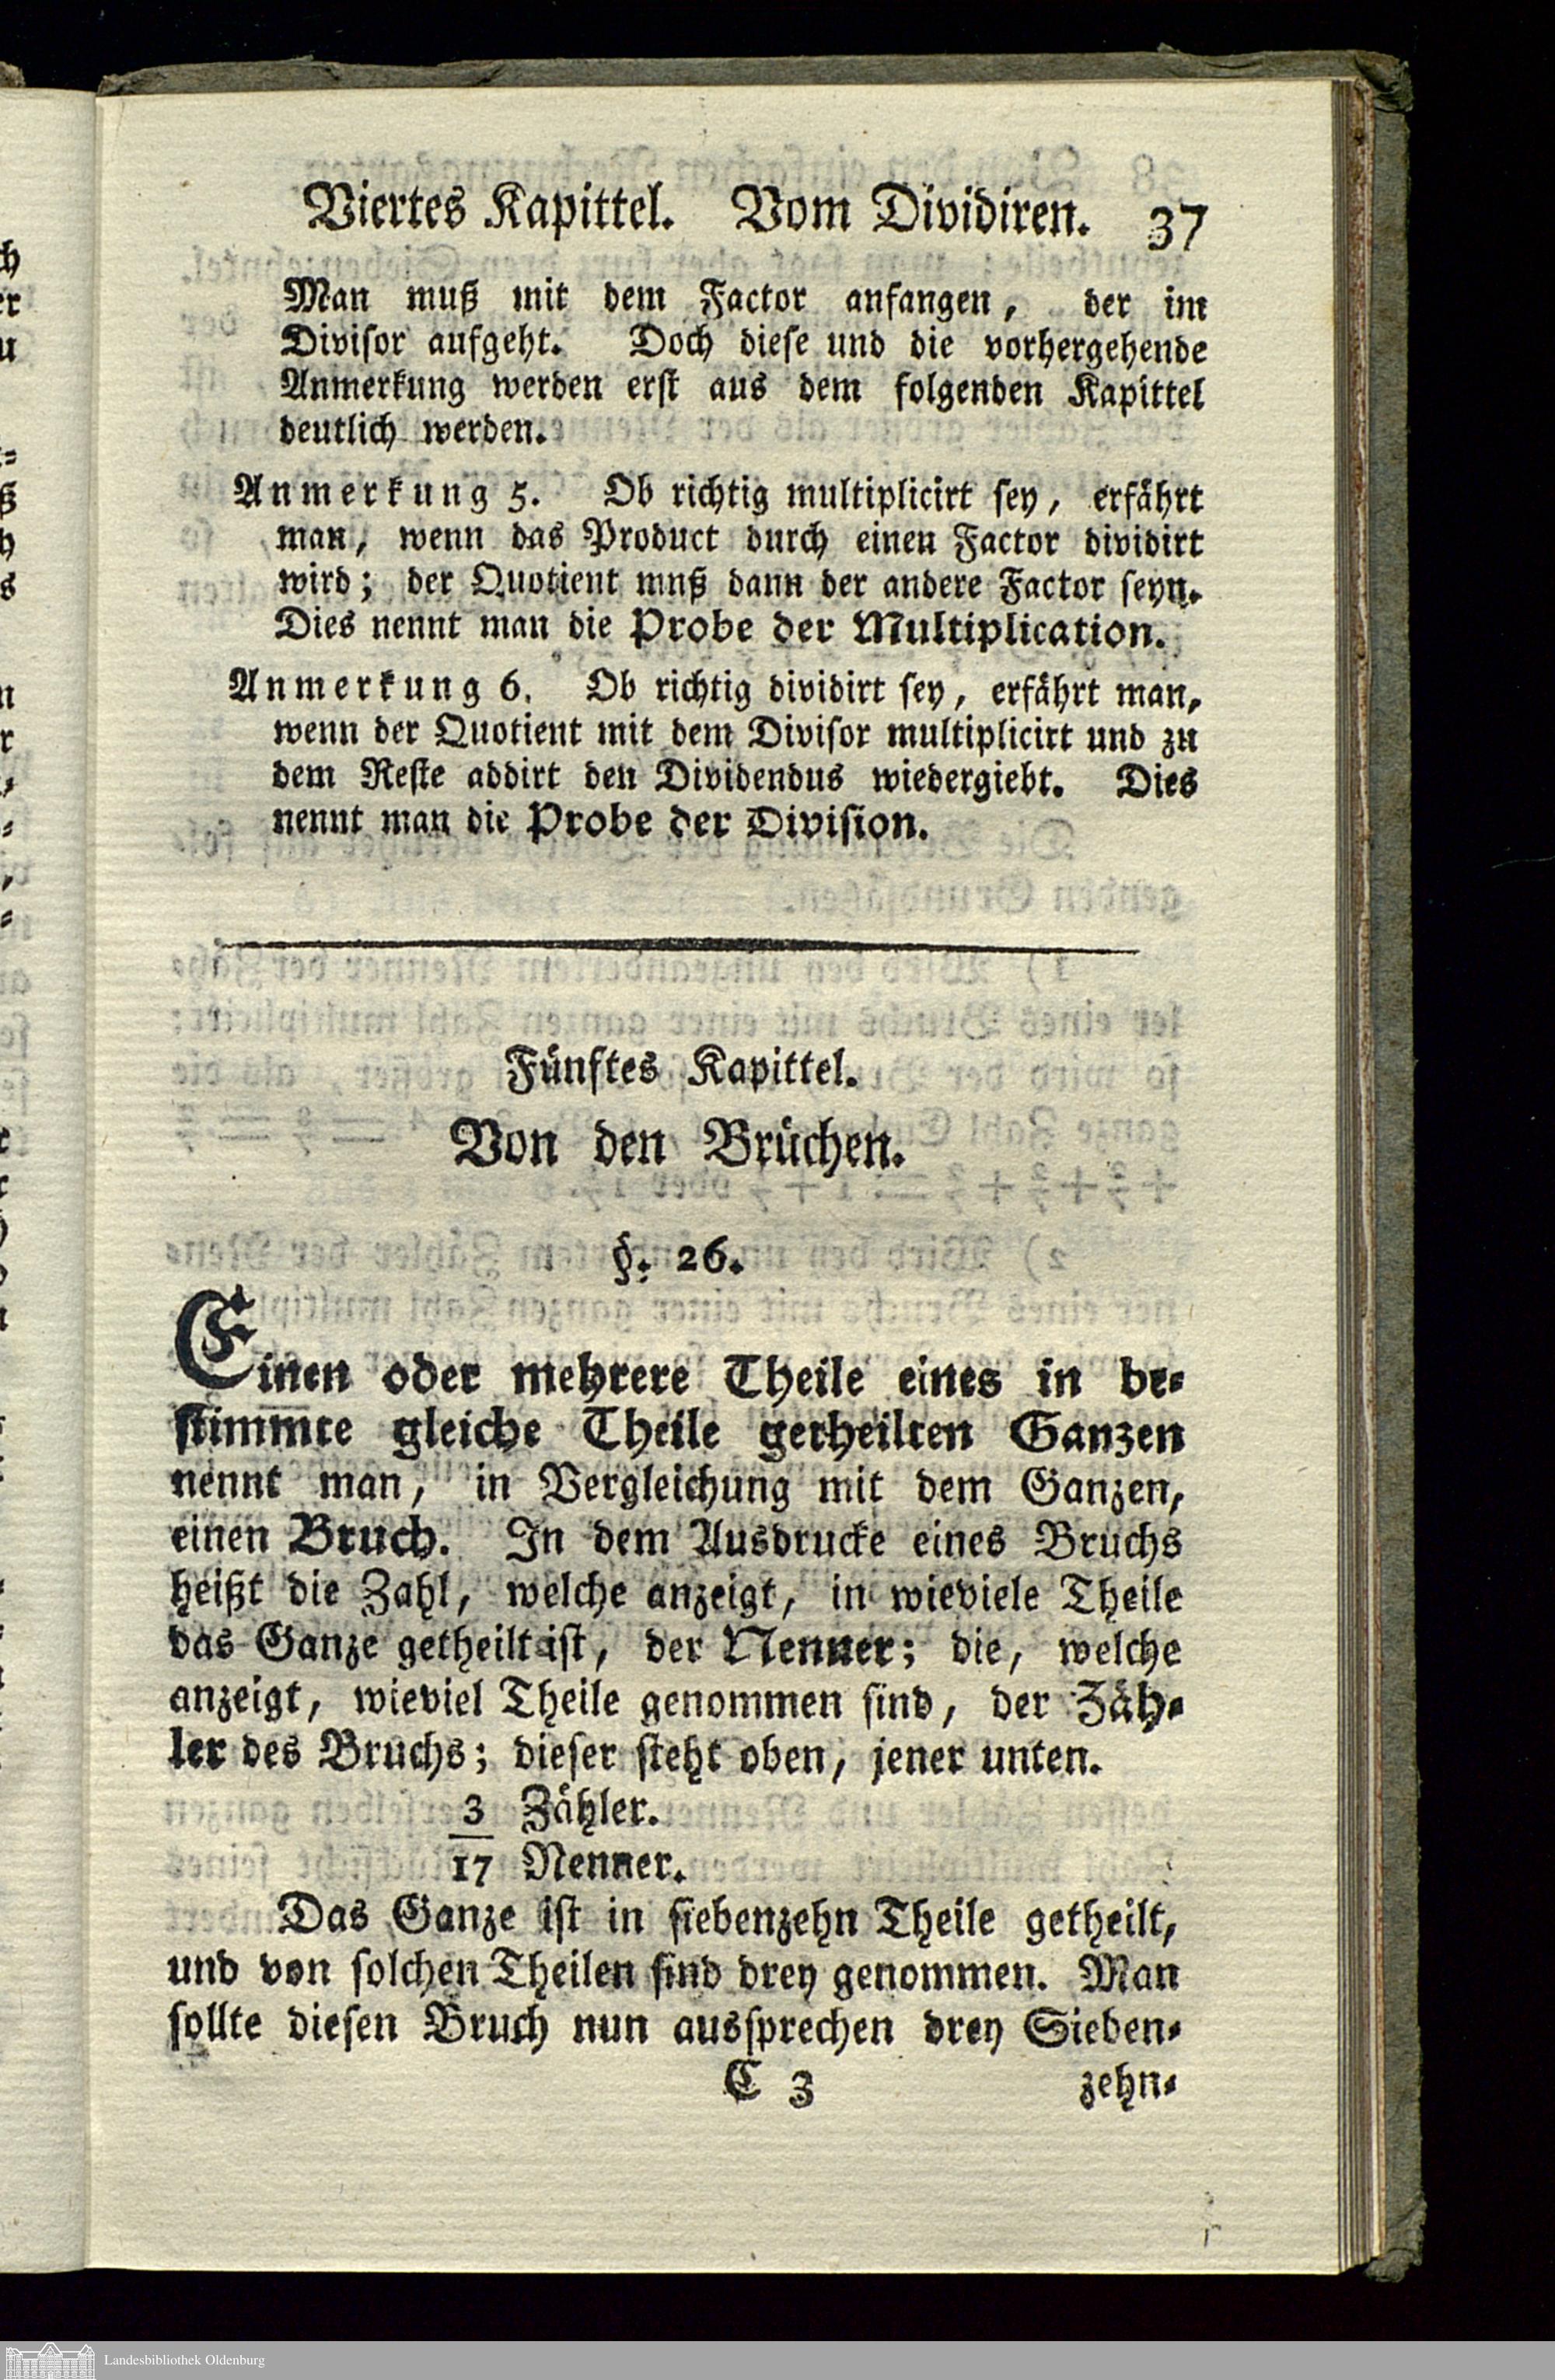 Viertes Kapittel. Vom Dividiren. 37
Man muß mit dem Factor anfangen, der im
Divisor aufgeht. Doch diese und die vorhergehende
Anmerkung werden erst aus dem folgenden Kapittel
deutlich werden.
Anmerkung 5. Ob richtig multiplicirt sey, erfährt
man, wenn das Product durch einen Factor dividirt
wird; der Quotient muß dann der andere Factor seyn.
Dies nennt man die Probe der Multiplication.
Anmerkung 6. Ob richtig dividirt sey, erfährt man,
wenn der Quotient mit dem Divisor multiplicirt und zu
dem Reste addirt den Dividendus wiedergiebt. Dies
nennt man die Probe der Division.
Fünftes Kapittel.
Von den Brüchen.
§. 26.
Einen oder mehrere Theile eines in be-
stimmte gleiche Theile getheilten Ganzen
nennt man, in Vergleichung mit dem Ganzen,
einen Bruch. In dem Ausdrucke eines Bruchs
heißt die Zahl, welche anzeigt, in wieviele Theile
das Ganze getheilt ist, der Nenner; die, welche
anzeigt, wieviel Theile genommen sind, der Zäh-
ler des Bruchs; dieser steht oben, jener unten.
3 Zähler.
17 Nenner.
Das Ganze ist in siebenzehn Theile getheilt,
und von solchen Theilen sind drey genommen. Man
sollte diesen Bruch nun aussprechen drey Sieben-
C 3 zehn-
Landesbibliothek Oldenburg